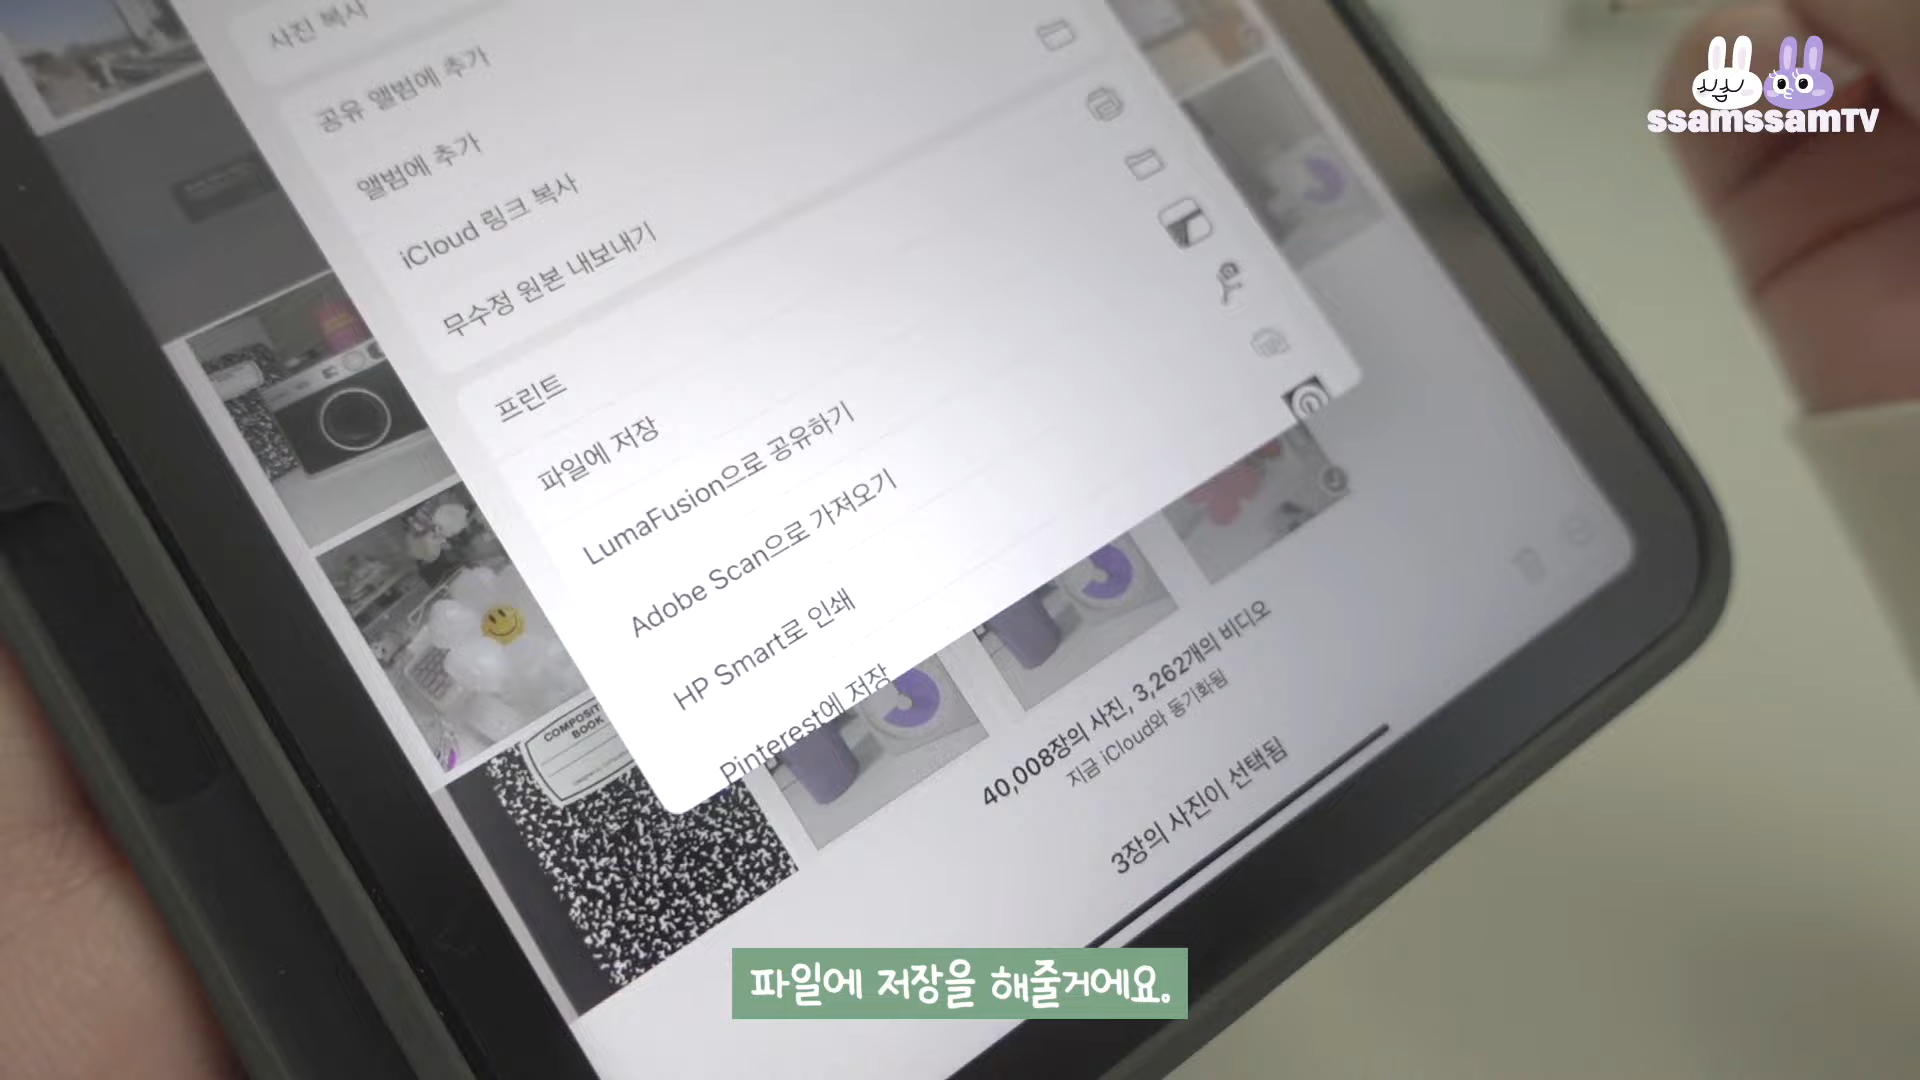 사진 복사
공유 앨범에 추가
앨범에 추가
iCloud 링크 복사
무수정 원본 내보내기
프린트
파일에 저장
LumaFusion으로 공유하기
Adobe Scan으로 가져오기
HP Smart로 인쇄
Pinterest에 저장
COMPOSIT
BOOK
40,008장의 사진, 3,262개의 비디오
지금 iCloud와 동기화됨
3장의 사진이 선택됨
ssamssamTV
파일에 저장을 해줄거에요.